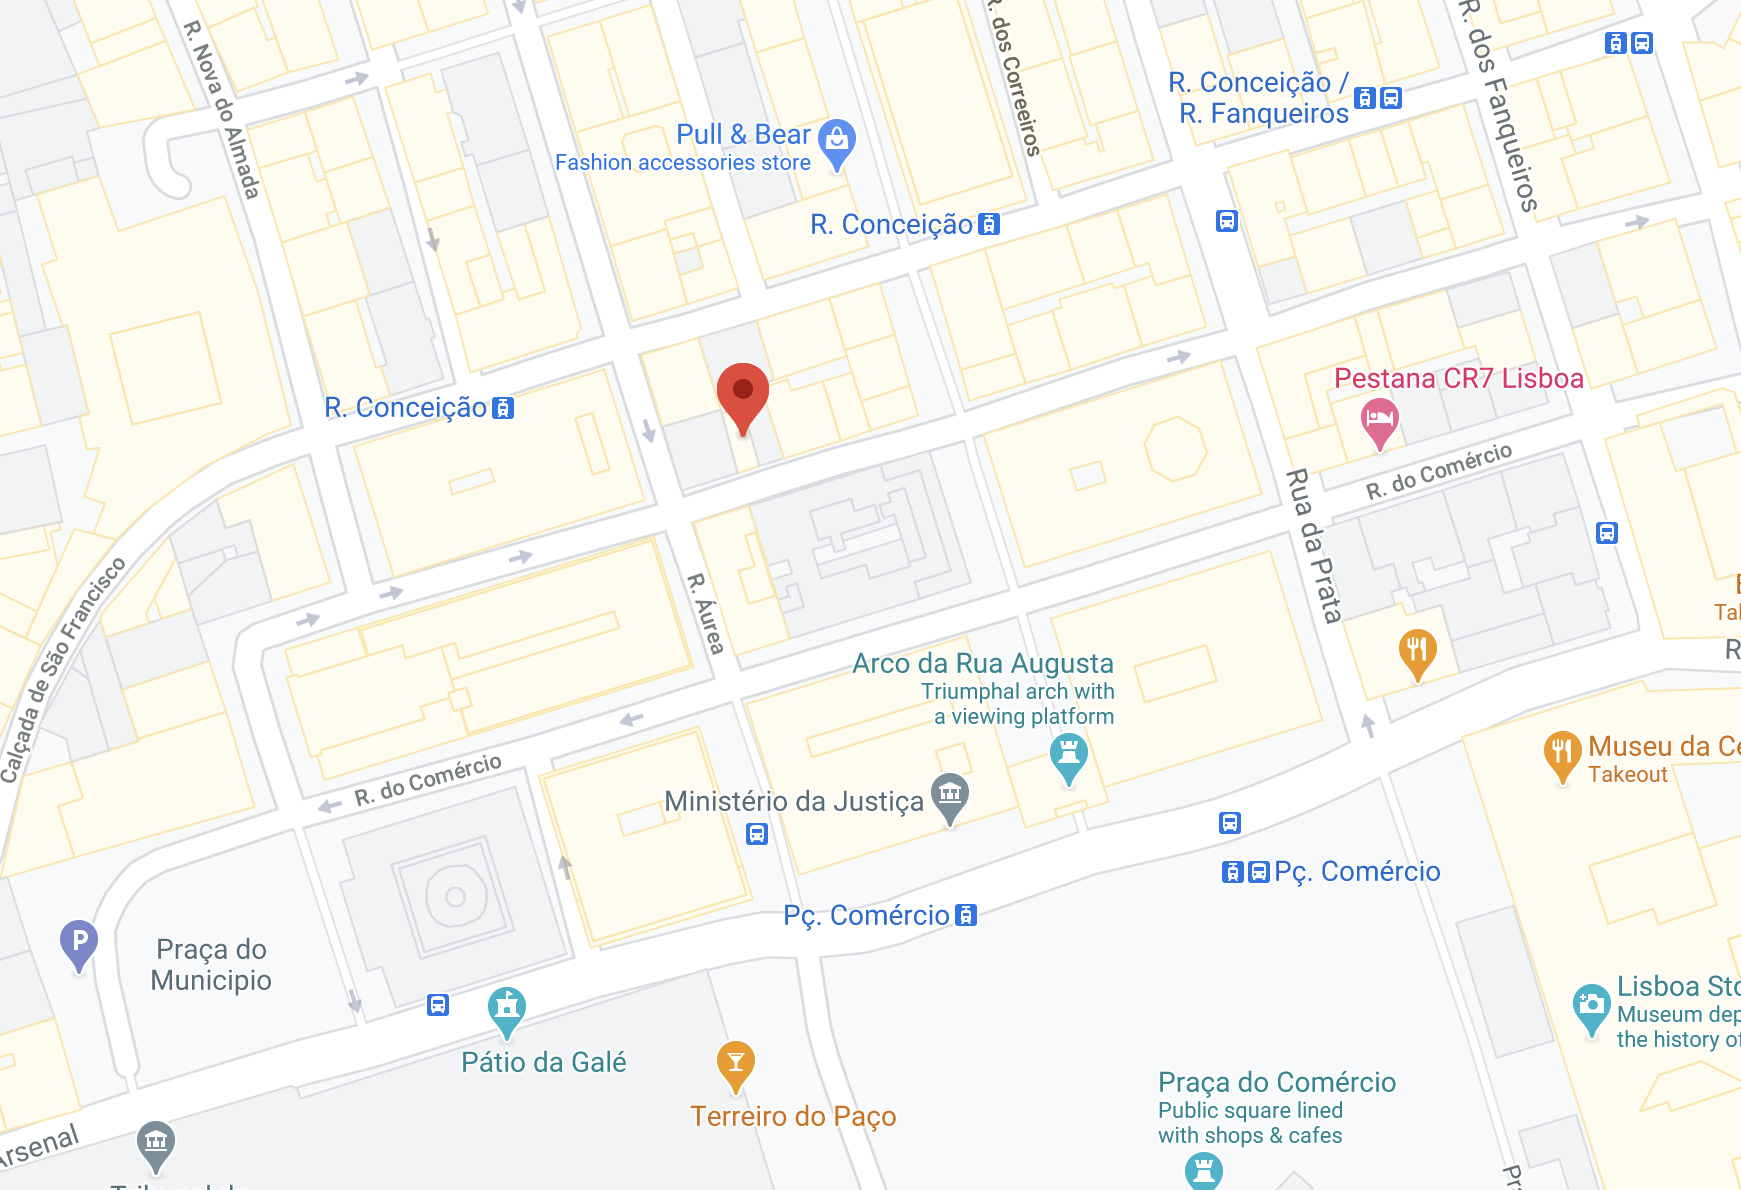 R. Nova do Almada
R. dos Correeiros
R. dos Fanqueiros
R. Conceição /
R. Fanqueiros
Pull & Bear
Fashion accessories store
R. Conceição
R. Conceição
Pestana CR7 Lisboa
R. do Comércio
Rua da Prata
Calçada de São Francisco
R. Áurea
Arco da Rua Augusta
Triumphal arch with
a viewing platform
R
Museu da Ce
Takeout
R. do Comércio
Ministério da Justiça
P
Pç. Comércio
Pç. Comércio
Praça do
Municipio
Lisboa Sto
Museum dep
the history of
Pátio da Galé
Terreiro do Paço
Praça do Comércio
Public square lined
with shops & cafes
Arsenal